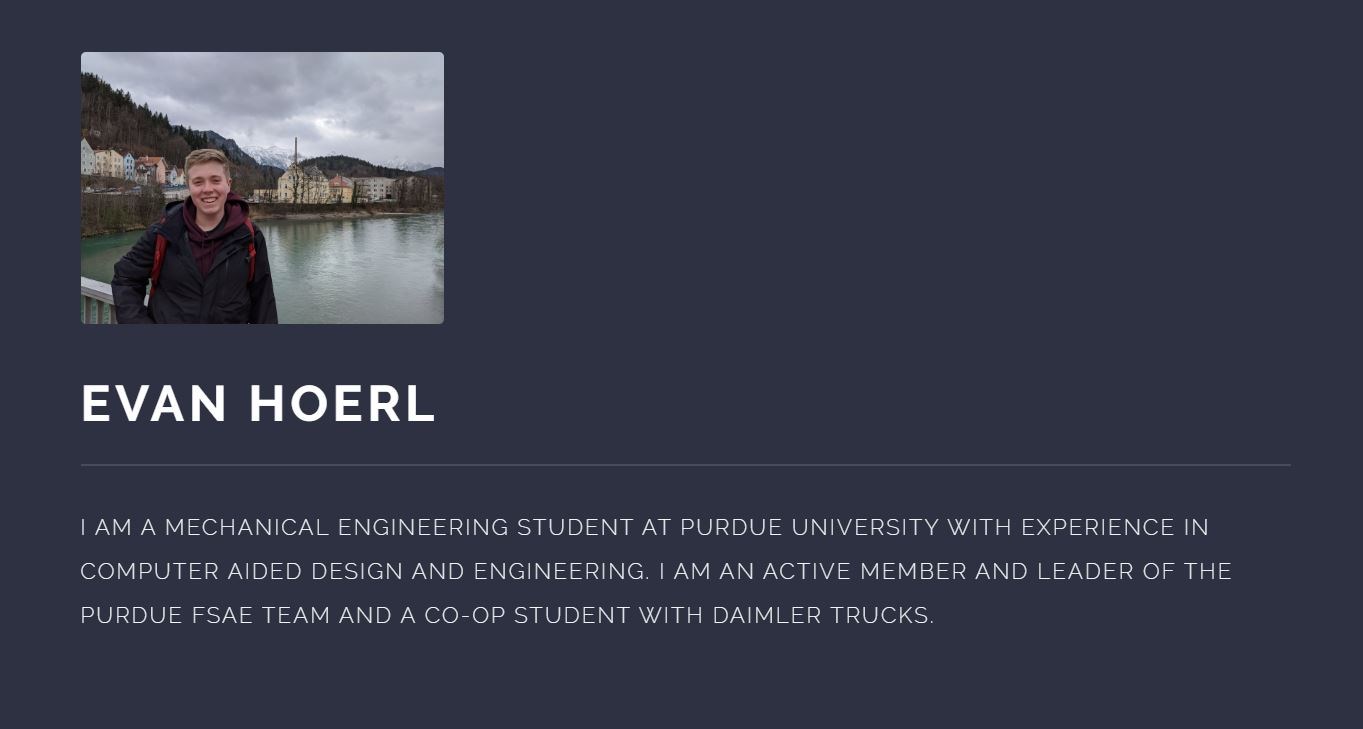 EVAN HOERL
I AM A MECHANICAL ENGINEERING STUDENT AT PURDUE UNIVERSITY WITH EXPERIENCE IN
COMPUTER AIDED DESIGN AND ENGINEERING. I AM AN ACTIVE MEMBER AND LEADER OF THE
PURDUE FSAE TEAM AND A CO-OP STUDENT WITH DAIMLER TRUCKS.